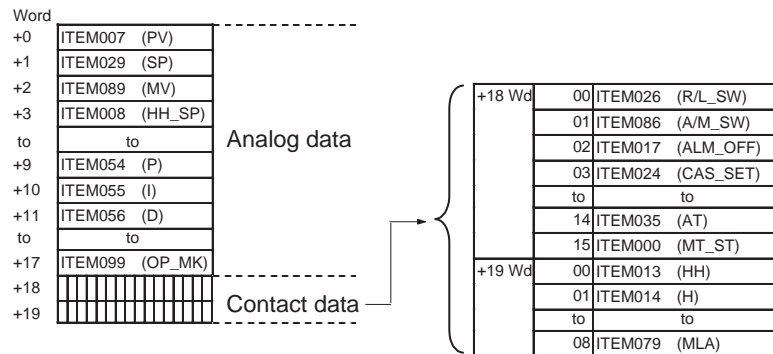 Word
+0 ITEM007 (PV)
+1 ITEM029 (SP)
+2 ITEM089 (MV)
+3 ITEM008 (HH_SP)
to to
+9 ITEM054 (P)
+10 ITEM055 (I)
+11 ITEM056 (D)
to to
+17 ITEM099 (OP_MK)
+18
+19
Analog data
Contact data
+18 Wd 00 ITEM026 (R/L_SW)
01 ITEM086 (A/M_SW)
02 ITEM017 (ALM_OFF)
03 ITEM024 (CAS_SET)
to to
14 ITEM035 (AT)
15 ITEM000 (MT_ST)
+19 Wd 00 ITEM013 (HH)
01 ITEM014 (H)
to to
08 ITEM079 (MLA)